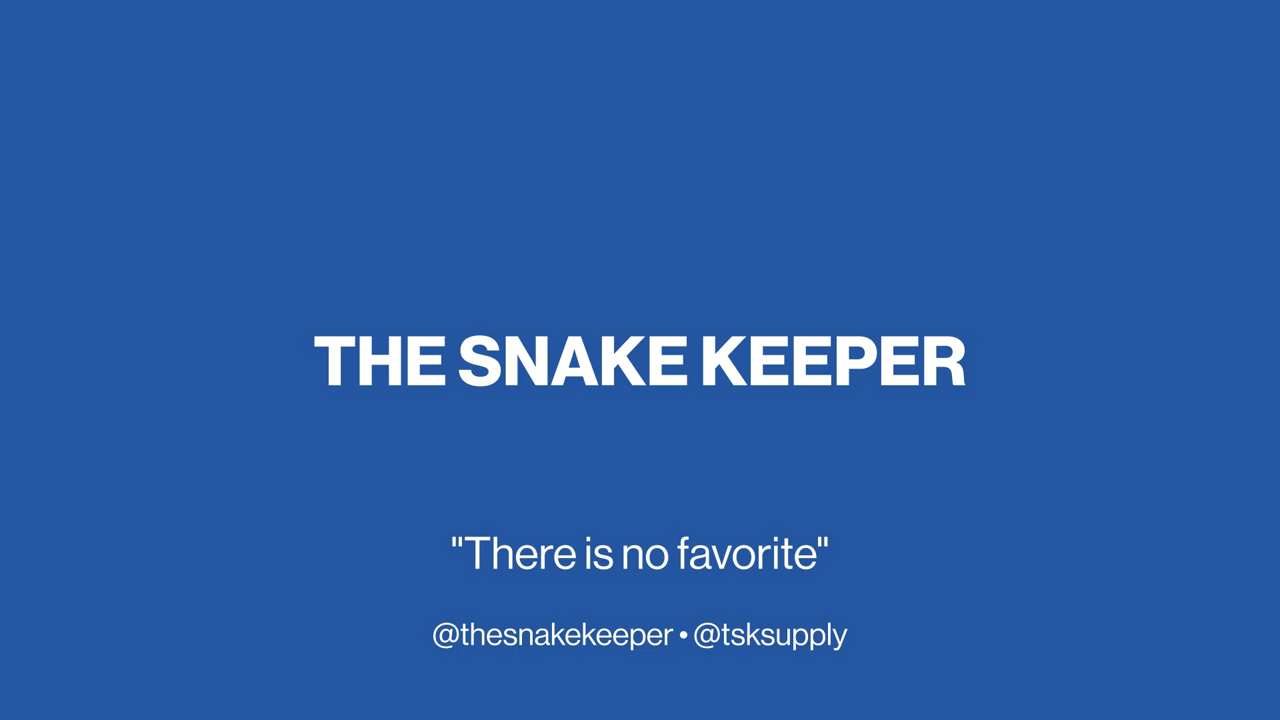 THE SNAKE KEEPER
"There is no favorite"
@thesnakekeeper • @tsksupply